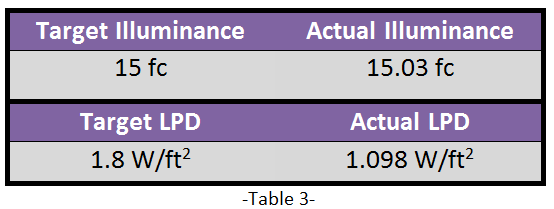 Target Illuminance Actual Illuminance
15 fc 15.03 fc
Target LPD Actual LPD
1.8 W/ft² 1.098 W/ft²
-Table 3-